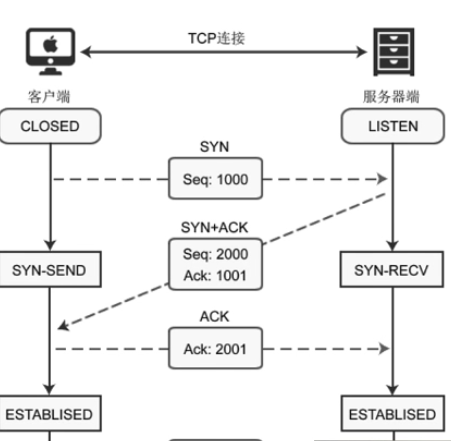 TCP连接
客户端
服务器端
CLOSED
LISTEN
SYN
Seq: 1000
SYN+ACK
Seq: 2000
Ack: 1001
SYN-SEND
SYN-RECV
ACK
Ack: 2001
ESTABLISED
ESTABLISED